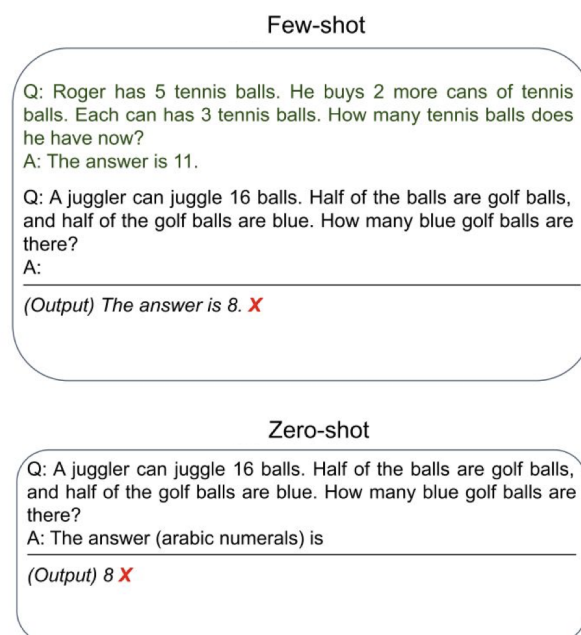 Few-shot
Q: Roger has 5 tennis balls. He buys 2 more cans of tennis
balls. Each can has 3 tennis balls. How many tennis balls does
he have now?
A: The answer is 11.
Q: A juggler can juggle 16 balls. Half of the balls are golf balls,
and half of the golf balls are blue. How many blue golf balls are
there?
A:
(Output) The answer is 8. X
Zero-shot
Q: A juggler can juggle 16 balls. Half of the balls are golf balls,
and half of the golf balls are blue. How many blue golf balls are
there?
A: The answer (arabic numerals) is
(Output) 8 X